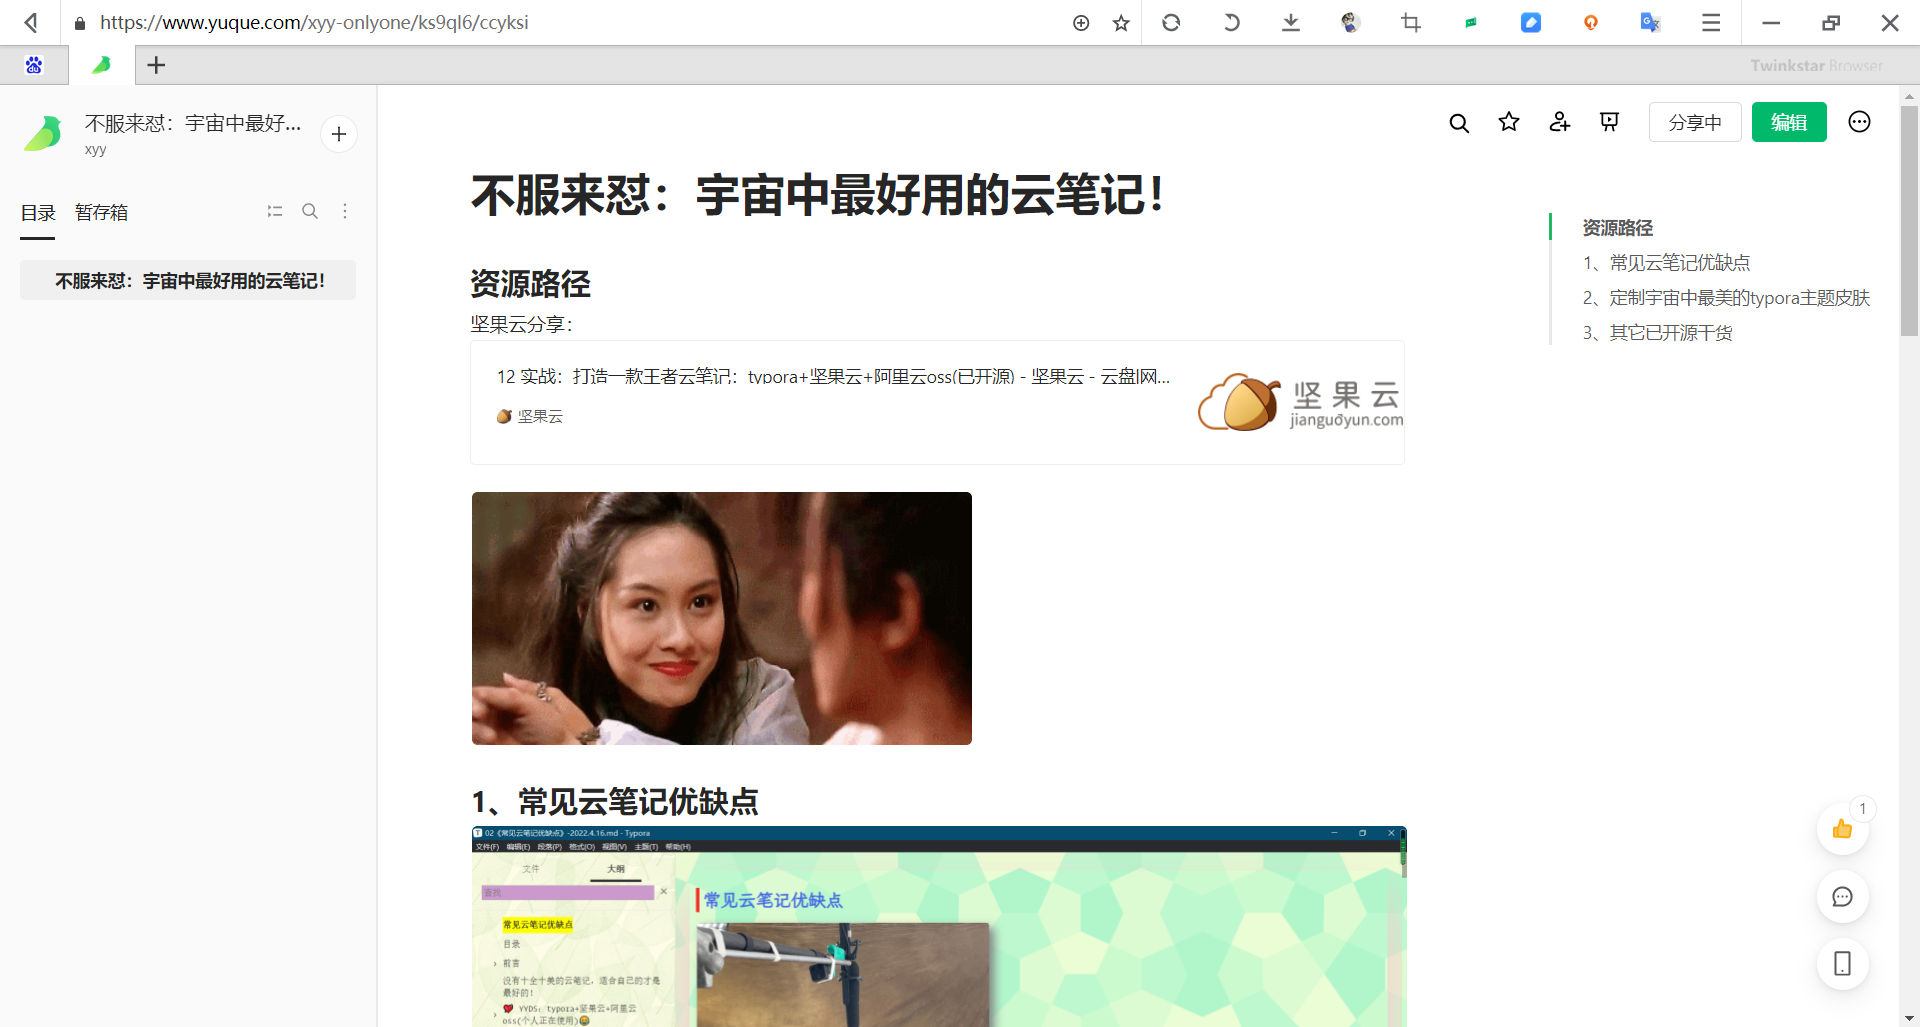 https://www.yuque.com/xyy-onlyone/ks9ql6/ccyksi
Twinkstar Browser
不服来怼：宇宙中最好...
xyy
分享中
编辑
目录 暂存箱
不服来怼：宇宙中最好用的云笔记！
不服来怼：宇宙中最好用的云笔记！
资源路径
坚果云分享：
12 实战：打造一款王者云笔记：typora+坚果云+阿里云oss(已开源) - 坚果云 - 云盘|网...
坚果云
坚果云
jianguoyun.com
资源路径
1、常见云笔记优缺点
2、定制宇宙中最美的typora主题皮肤
3、其它已开源干货
1、常见云笔记优缺点
02《常见云笔记优缺点》-2022.4.16.md - Typora
文件(F) 编辑(E) 段落(P) 格式(O) 视图(V) 主题(T) 帮助(H)
文件 大纲
查找
常见云笔记优缺点
目录
前言
没有十全十美的云笔记，适合自己的才是
最好的！
YYDS：typora+坚果云+阿里云
oss(个人正在使用)
常见云笔记优缺点
1